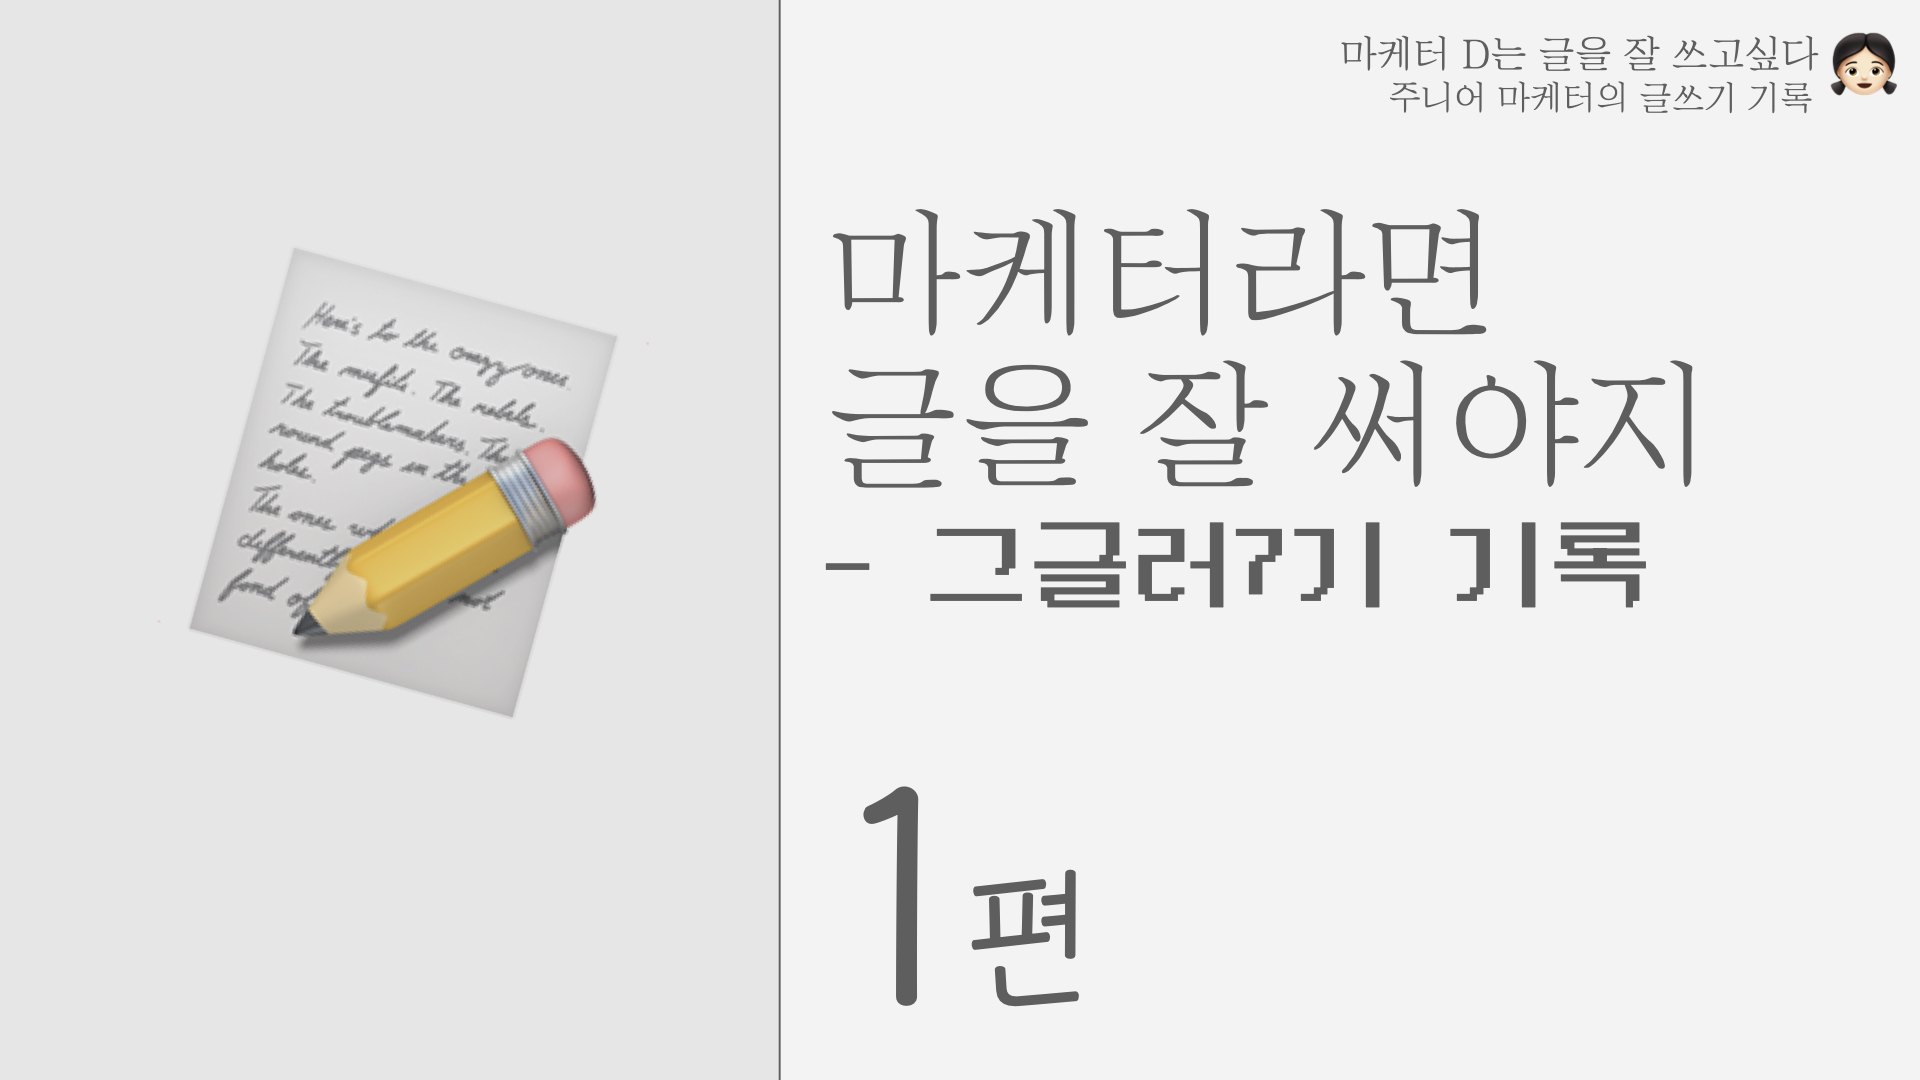 마케터 D는 글을 잘 쓰고싶다
주니어 마케터의 글쓰기 기록
마케터라면
글을 잘 써야지
- 그글러기 기록
1편
Here's to the crazy ones.
The misfits. The rebels.
The troublemakers. The
round pegs in the
holes.
The ones
differently
fond of not